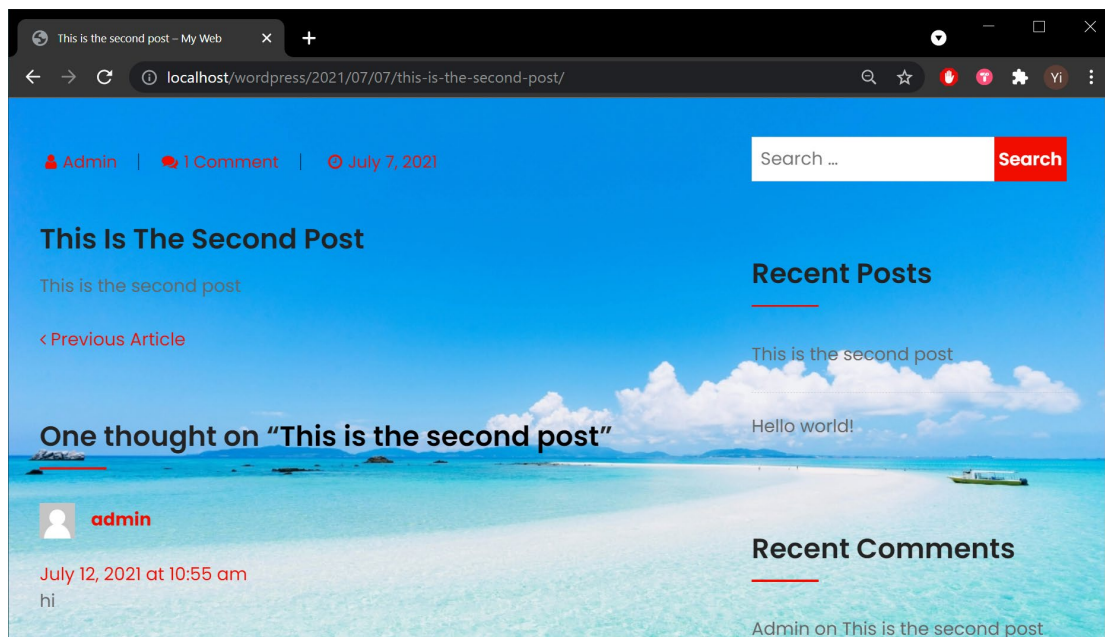 This is the second post – My Web
localhost/wordpress/2021/07/07/this-is-the-second-post/
Yi
Admin | 1 Comment | July 7, 2021
This Is The Second Post
This is the second post
< Previous Article
One thought on “This is the second post”
admin
July 12, 2021 at 10:55 am
hi
Search …
Search
Recent Posts
This is the second post
Hello world!
Recent Comments
Admin on This is the second post